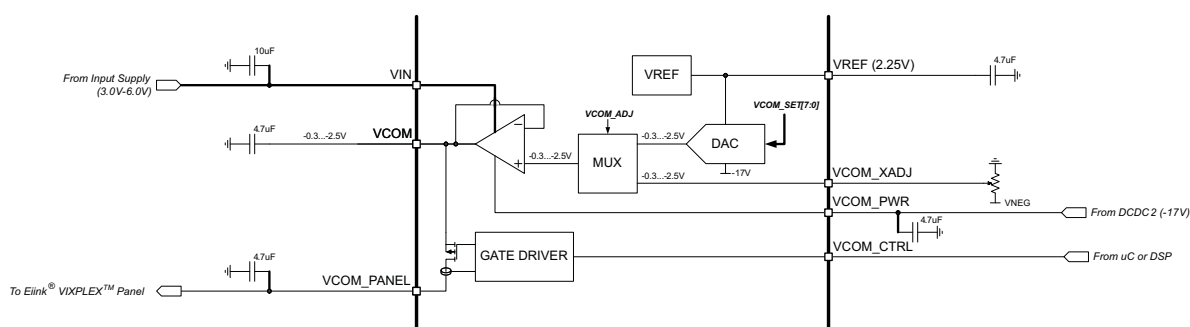 10uF
From Input Supply
(3.0V-6.0V)
VIN
VREF
VREF (2.25V)
4.7uF
4.7uF
-0.3...-2.5V
VCOM
VCOM_ADJ
VCOM_SET[7:0]
-0.3...-2.5V
DAC
MUX
-0.3...-2.5V
-0.3...-2.5V
-17V
VCOM_XADJ
VNEG
VCOM_PWR
From DCDC2 (-17V)
4.7uF
GATE DRIVER
VCOM_CTRL
From uC or DSP
4.7uF
VCOM_PANEL
To Eiink® VIXPLEX™ Panel